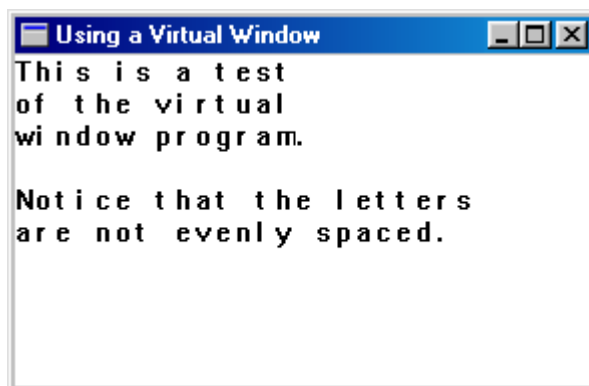 Using a Virtual Window
This is a test
of the virtual
window program.
Notice that the letters
are not evenly spaced.